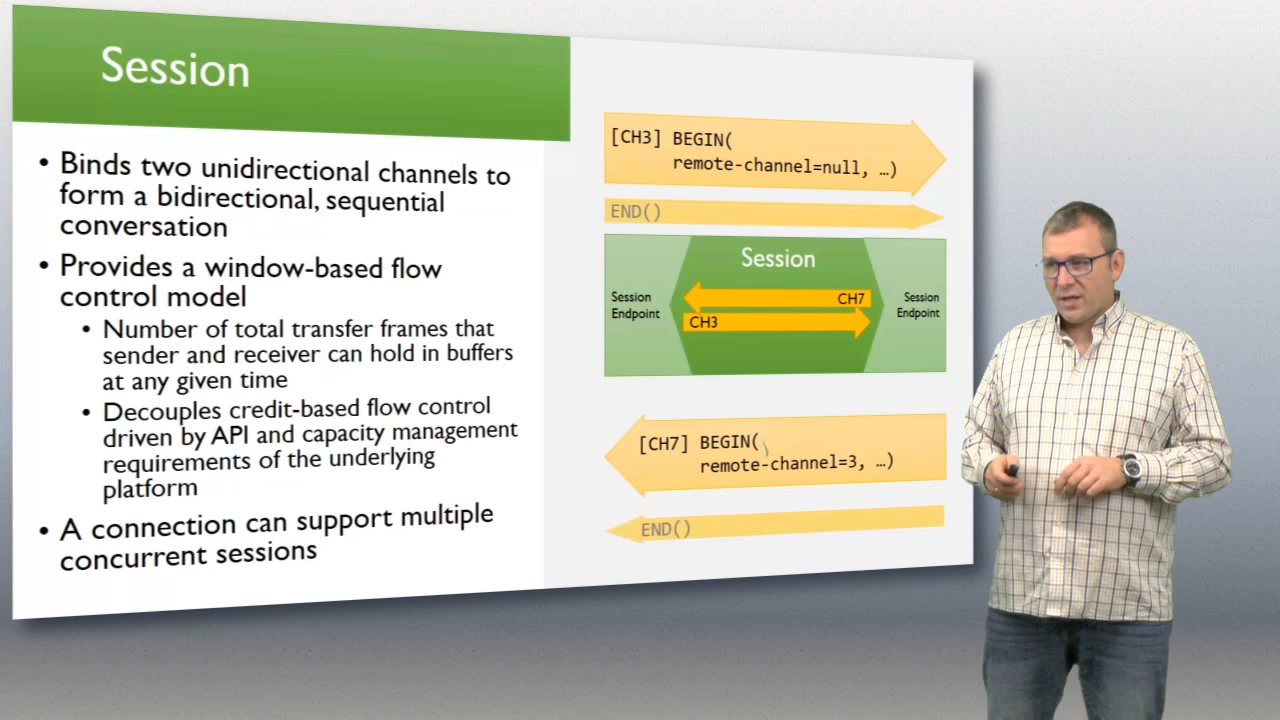 Session
• Binds two unidirectional channels to
form a bidirectional, sequential
conversation
• Provides a window-based flow
control model
• Number of total transfer frames that
sender and receiver can hold in buffers
at any given time
• Decouples credit-based flow control
driven by API and capacity management
requirements of the underlying
platform
• A connection can support multiple
concurrent sessions
[CH3] BEGIN(
remote-channel=null, …)
END()
Session
Session
Endpoint
CH7
CH3
Session
Endpoint
[CH7] BEGIN(
remote-channel=3, …)
END()